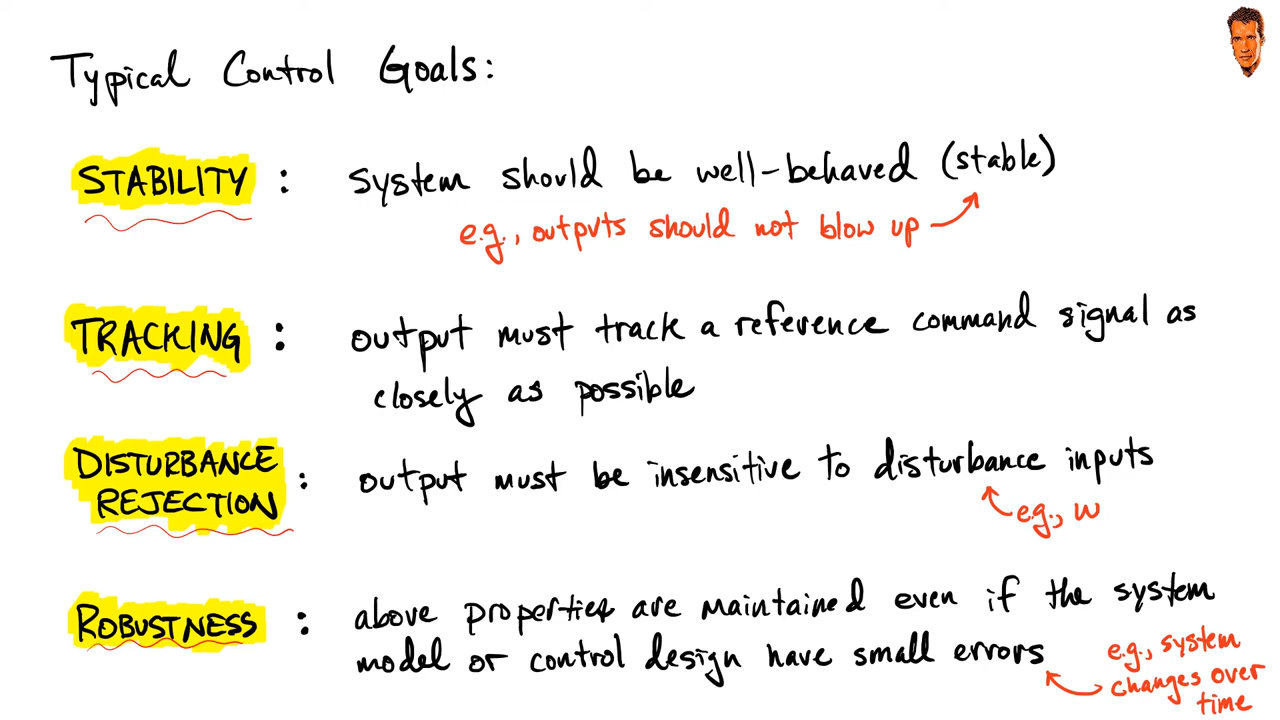 Typical Control Goals:
STABILITY : system should be well-behaved (stable)
e.g., outputs should not blow up
TRACKING : output must track a reference command signal as
closely as possible
DISTURBANCE
REJECTION : output must be insensitive to disturbance inputs
e.g., w
ROBUSTNESS : above properties are maintained even if the system
model or control design have small errors
e.g., system
changes over
time